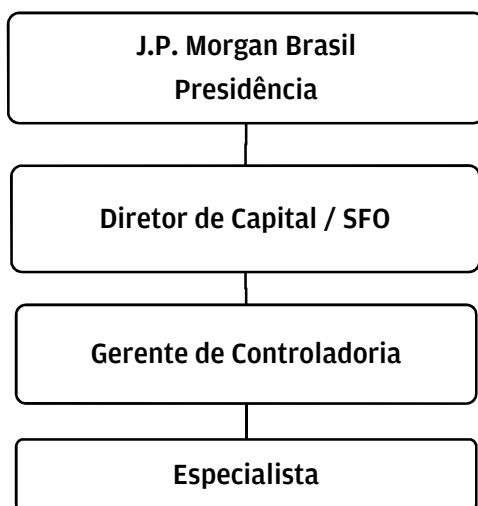 J.P. Morgan Brasil
Presidência
Diretor de Capital / SFO
Gerente de Controladoria
Especialista